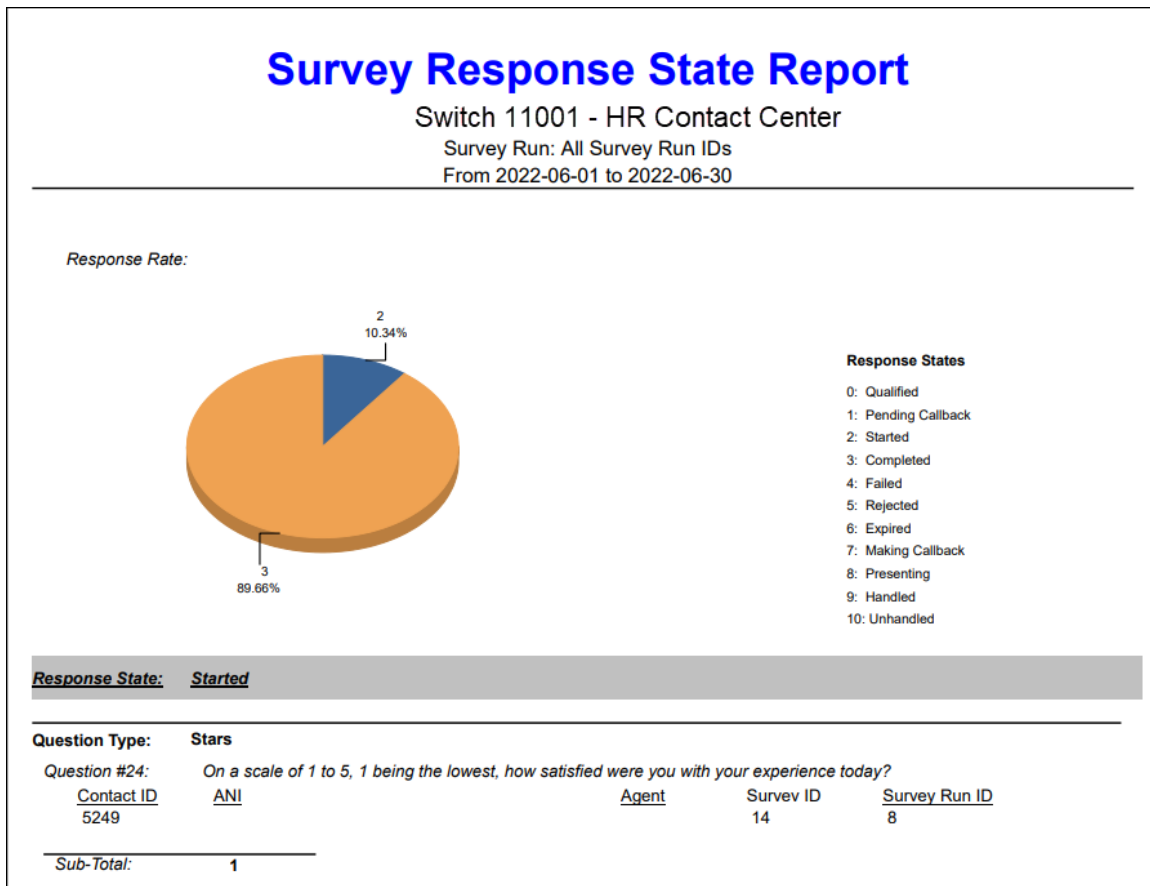 Survey Response State Report
Switch 11001 - HR Contact Center
Survey Run: All Survey Run IDs
From 2022-06-01 to 2022-06-30
Response Rate:
2
10.34%
3
89.66%
Response States
0: Qualified
1: Pending Callback
2: Started
3: Completed
4: Failed
5: Rejected
6: Expired
7: Making Callback
8: Presenting
9: Handled
10: Unhandled
Response State: Started
Question Type: Stars
Question #24: On a scale of 1 to 5, 1 being the lowest, how satisfied were you with your experience today?
Contact ID ANI Agent Survey ID Survey Run ID
5249 14 8
Sub-Total: 1